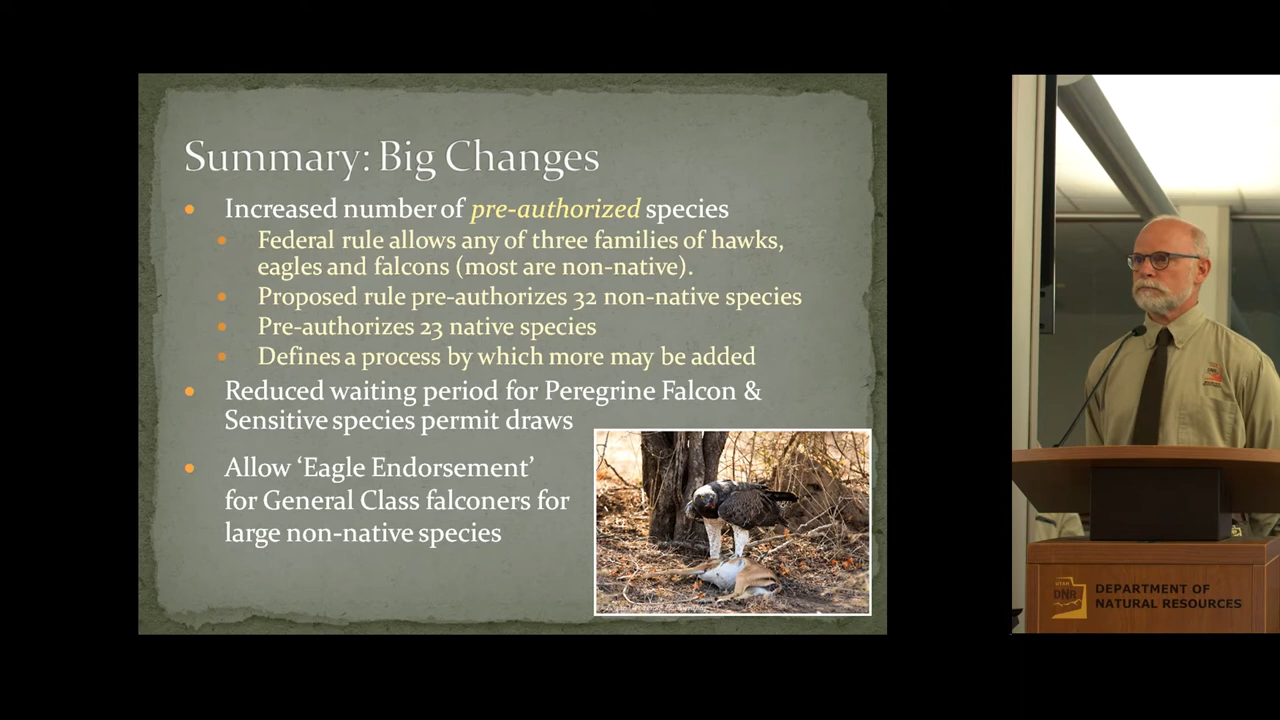 Summary: Big Changes
Increased number of pre-authorized species
Federal rule allows any of three families of hawks,
eagles and falcons (most are non-native).
Proposed rule pre-authorizes 32 non-native species
Pre-authorizes 23 native species
Defines a process by which more may be added
Reduced waiting period for Peregrine Falcon &
Sensitive species permit draws
Allow ‘Eagle Endorsement’
for General Class falconers for
large non-native species
UTAH
DNR
DEPARTMENT OF
NATURAL RESOURCES
DNR